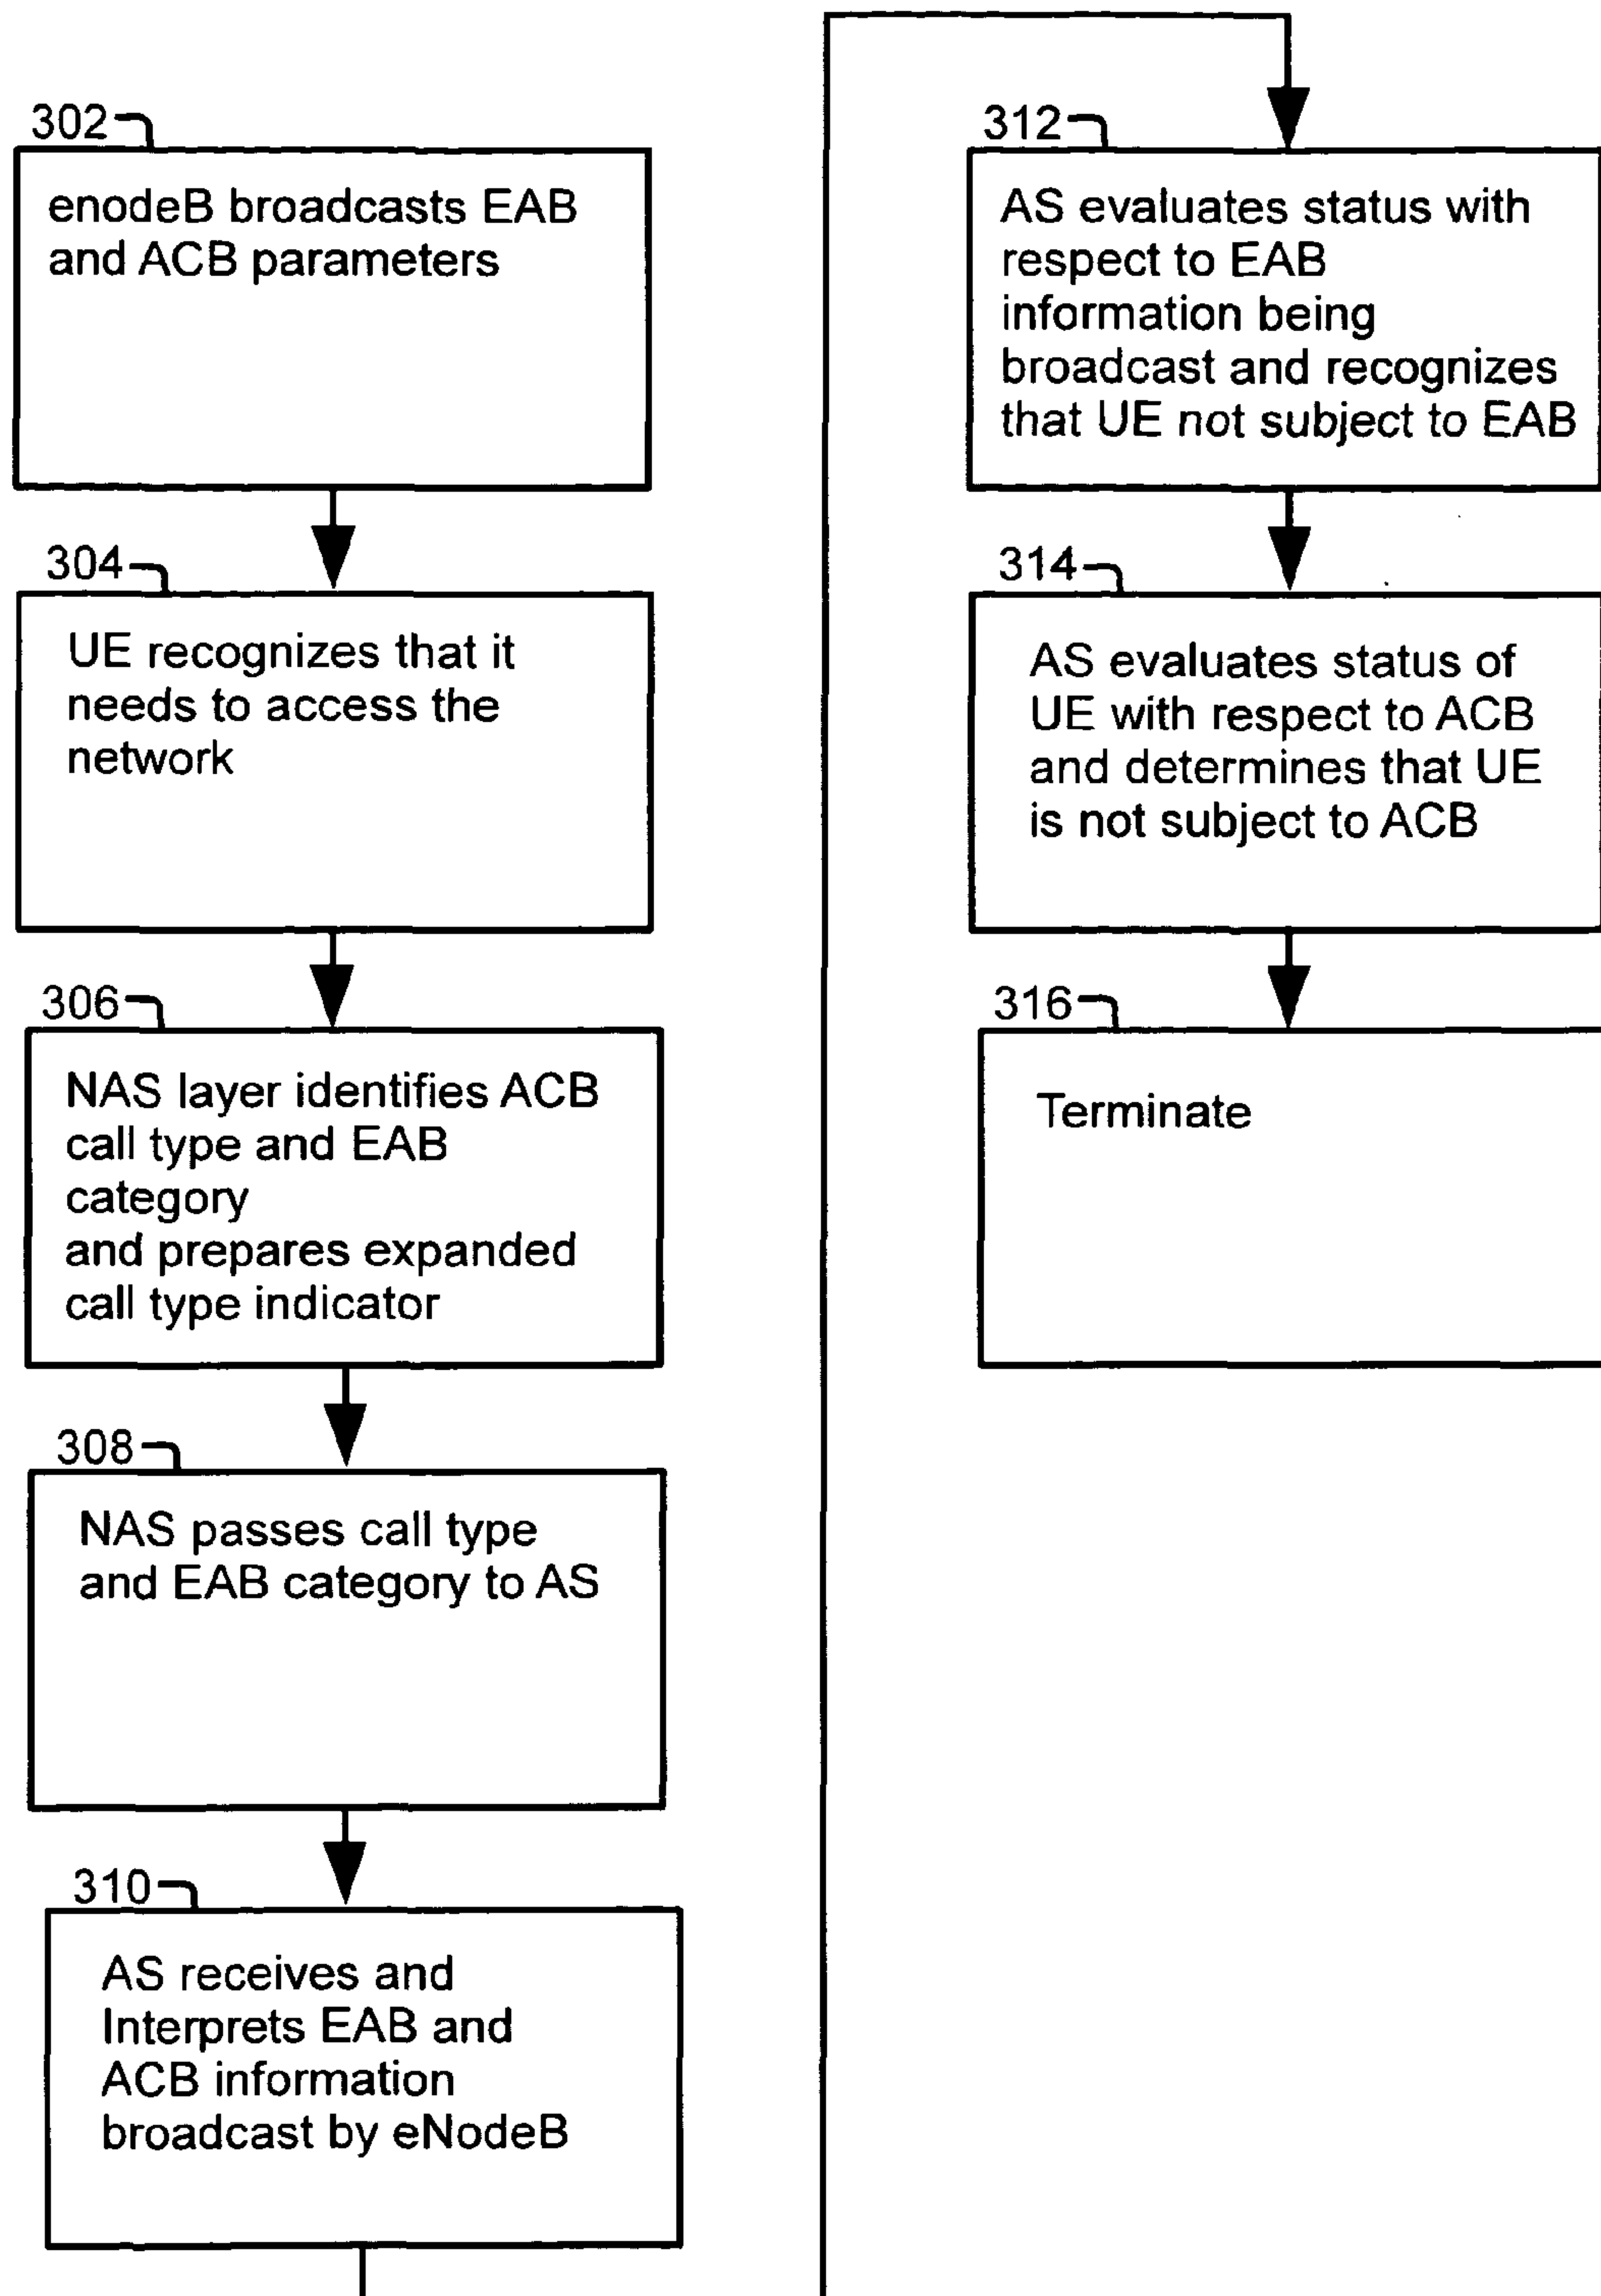 302
enodeB broadcasts EAB
and ACB parameters
304
UE recognizes that it
needs to access the
network
306
NAS layer identifies ACB
call type and EAB
category
and prepares expanded
call type indicator
308
NAS passes call type
and EAB category to AS
310
AS receives and
Interprets EAB and
ACB information
broadcast by eNodeB
312
AS evaluates status with
respect to EAB
information being
broadcast and recognizes
that UE not subject to EAB
314
AS evaluates status of
UE with respect to ACB
and determines that UE
is not subject to ACB
316
Terminate